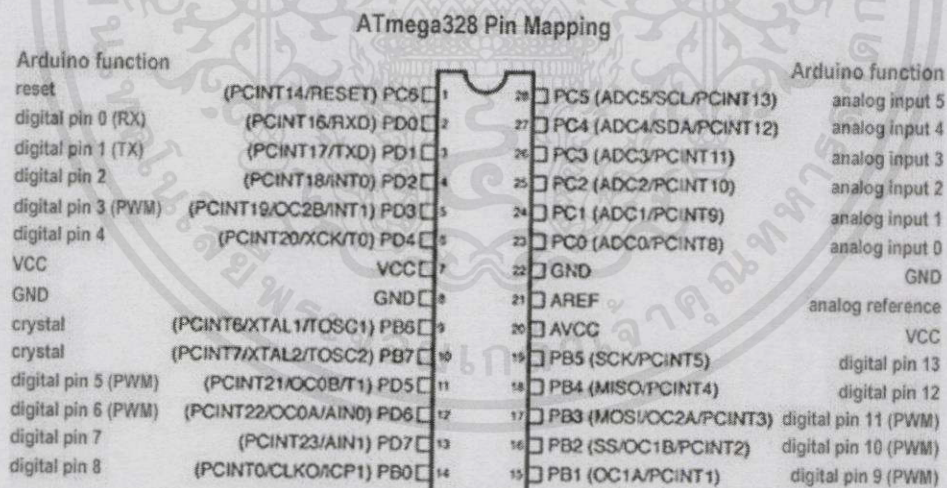 ATmega328 Pin Mapping
Arduino function
Arduino function
reset (PCINT14/RESET) PC6 1 28 PC5 (ADC5/SCL/PCINT13) analog input 5
digital pin 0 (RX) (PCINT16/RXD) PD0 2 27 PC4 (ADC4/SDA/PCINT12) analog input 4
digital pin 1 (TX) (PCINT17/TXD) PD1 3 26 PC3 (ADC3/PCINT11) analog input 3
digital pin 2 (PCINT18/INT0) PD2 4 25 PC2 (ADC2/PCINT10) analog input 2
digital pin 3 (PWM) (PCINT19/OC2B/INT1) PD3 5 24 PC1 (ADC1/PCINT9) analog input 1
digital pin 4 (PCINT20/XCK/T0) PD4 6 23 PC0 (ADC0/PCINT8) analog input 0
VCC VCC 7 22 GND GND
GND GND 8 21 AREF analog reference
crystal (PCINT6/XTAL1/TOSC1) PB6 9 20 AVCC VCC
crystal (PCINT7/XTAL2/TOSC2) PB7 10 19 PB5 (SCK/PCINT5) digital pin 13
digital pin 5 (PWM) (PCINT21/OC0B/T1) PD5 11 18 PB4 (MISO/PCINT4) digital pin 12
digital pin 6 (PWM) (PCINT22/OC0A/AIN0) PD6 12 17 PB3 (MOSI/OC2A/PCINT3) digital pin 11 (PWM)
digital pin 7 (PCINT23/AIN1) PD7 13 16 PB2 (SS/OC1B/PCINT2) digital pin 10 (PWM)
digital pin 8 (PCINT0/CLKO/ICP1) PB0 14 15 PB1 (OC1A/PCINT1) digital pin 9 (PWM)